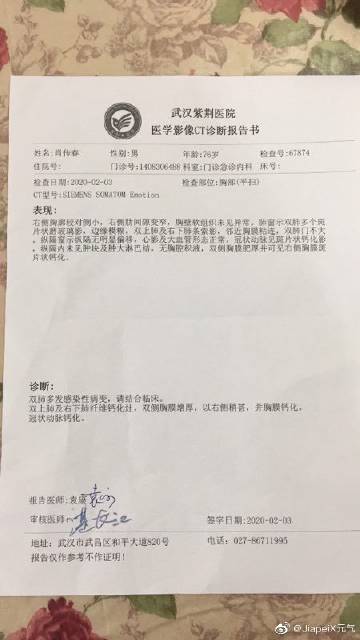 武汉紫荆医院
医学影像CT诊断报告书
姓名:肖传春 性别:男 年龄:76岁 检查号:67874
住院号: 门诊号:1408306488 科室:门诊急诊内科 床号:
检查日期:2020-02-03 检查部位:胸部(平扫)
CT型号:SIEMENS SOMATOM Emotion
表现:
右侧胸廓较对侧小,右侧肋间隙变窄,胸壁软组织未见异常,肺窗示双肺多个斑
片状磨玻璃影,边缘模糊,双上肺及右下肺条索影,邻近胸膜粘连,双肺门不大
,纵隔窗示纵隔无明显偏移,心影及大血管形态正常,冠状动脉见斑片状钙化影
,纵隔内未见肿块及肿大淋巴结,无胸腔积液,双侧胸膜肥厚并可见右侧胸膜斑
片状钙化。
诊断:
双肺多发感染性病变,请结合临床。
双上肺及右下肺纤维钙化灶,双侧胸膜增厚,以右侧稍甚,并胸膜钙化。
冠状动脉钙化。
报告医师:袁康
审核医师: 签字日期:2020-02-03
地址:武汉市武昌区和平大道820号 电话:027-86711995
报告仅作参考不作证明!
@JiapeiX元气